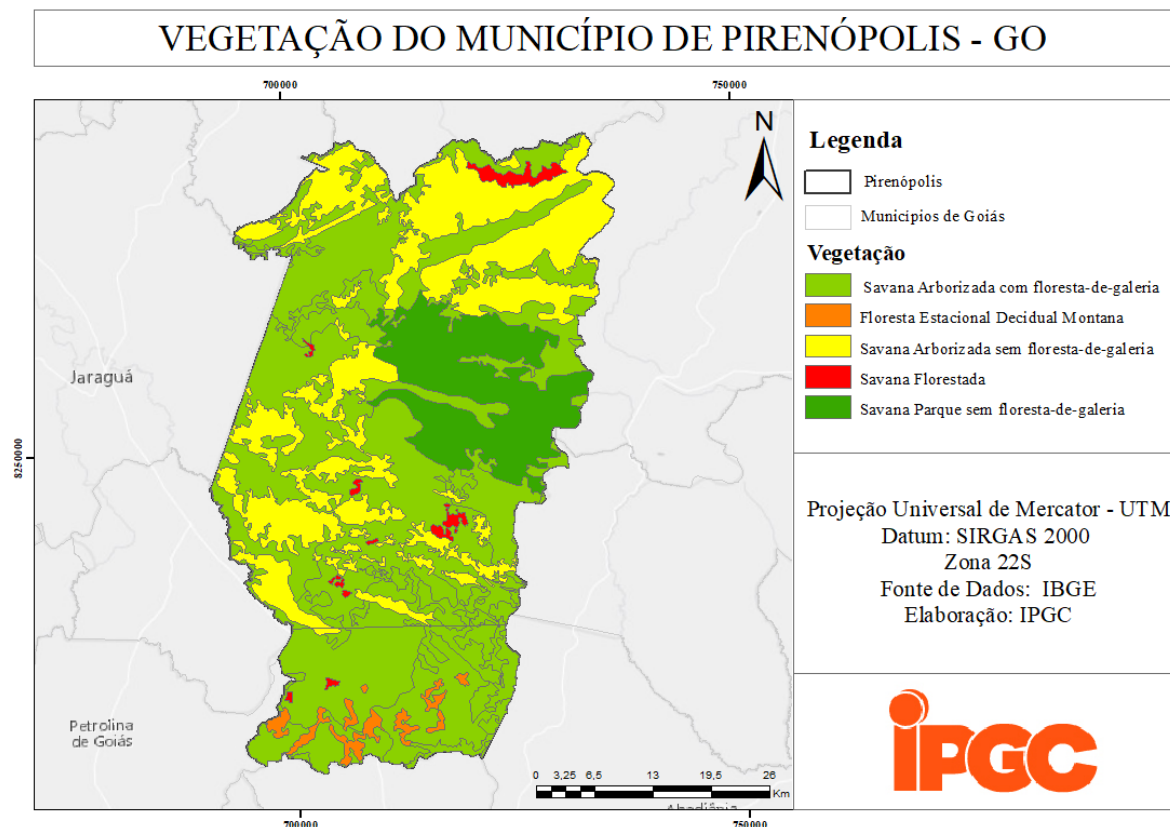 VEGETAÇÃO DO MUNICÍPIO DE PIRENÓPOLIS - GO
700000
750000
N
Jaraguá
8250000
Petrolina
de Goiás
0 3,25 6,5 13 19,5 26
Km
Abadiânia
700000
750000
Legenda
Pirenópolis
Municipios de Goiás
Vegetação
Savana Arborizada com floresta-de-galeria
Floresta Estacional Decidual Montana
Savana Arborizada sem floresta-de-galeria
Savana Florestada
Savana Parque sem floresta-de-galeria
Projeção Universal de Mercator - UTM
Datum: SIRGAS 2000
Zona 22S
Fonte de Dados: IBGE
Elaboração: IPGC
iPGC